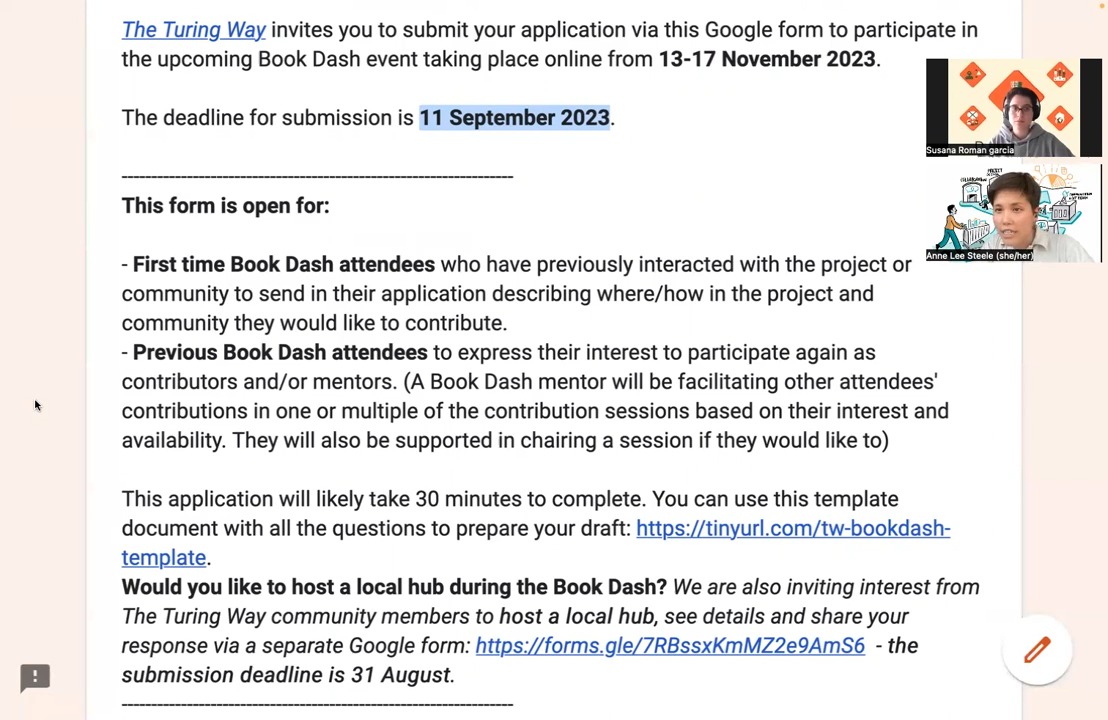 The Turing Way invites you to submit your application via this Google form to participate in
the upcoming Book Dash event taking place online from 13-17 November 2023.
The deadline for submission is 11 September 2023.
--------------------------------------------------------------------
This form is open for:
- First time Book Dash attendees who have previously interacted with the project or
community to send in their application describing where/how in the project and
community they would like to contribute.
- Previous Book Dash attendees to express their interest to participate again as
contributors and/or mentors. (A Book Dash mentor will be facilitating other attendees'
contributions in one or multiple of the contribution sessions based on their interest and
availability. They will also be supported in chairing a session if they would like to)
This application will likely take 30 minutes to complete. You can use this template
document with all the questions to prepare your draft: https://tinyurl.com/tw-bookdash-
template.
Would you like to host a local hub during the Book Dash? We are also inviting interest from
The Turing Way community members to host a local hub, see details and share your
response via a separate Google form: https://forms.gle/7RBssxKmMZ2e9AmS6 - the
submission deadline is 31 August.
--------------------------------------------------------------------
Susana Roman garcía
Anne Lee Steele (she/her)